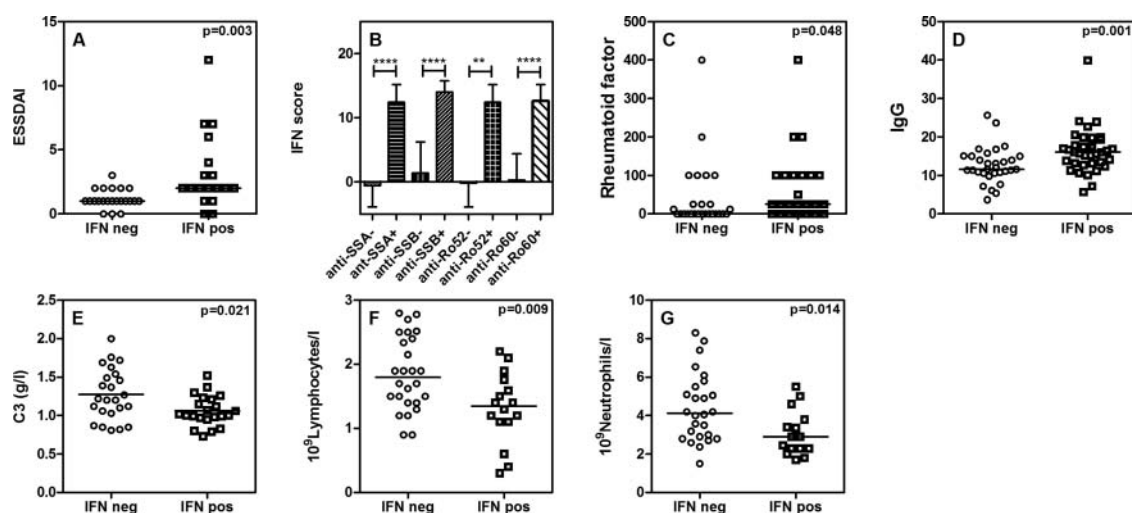 A
p=0.003
ESSDAI
15
10
5
0
IFN neg
IFN pos
B
****
****
**
****
IFN score
20
10
0
ant-SSA-
ant-SSA+
anti-SSB-
anti-SSB+
anti-Ro52-
anti-Ro52+
anti-Ro60-
anti-Ro60+
C
p=0.048
Rheumatoid factor
500
400
300
200
100
0
IFN neg
IFN pos
D
p=0.001
IgG
50
40
30
20
10
0
IFN neg
IFN pos
E
p=0.021
C3 (g/l)
2.5
2.0
1.5
1.0
0.5
0.0
IFN neg
IFN pos
F
p=0.009
10⁹Lymphocytes/l
3
2
1
0
IFN neg
IFN pos
G
p=0.014
10⁹Neutrophils/l
10
8
6
4
2
0
IFN neg
IFN pos